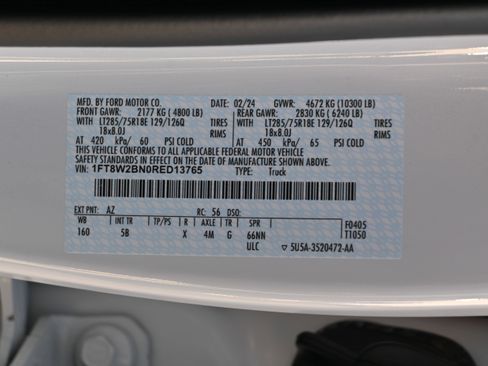 MFD. BY FORD MOTOR CO. 02/24 GVWR: 4672 KG (10300 LB)
FRONT GAWR: 2177 KG (4800 LB) REAR GAWR: 2830 KG (6240 LB)
WITH LT285/75R18E 129/126Q TIRES WITH LT285/75R18E 129/126Q TIRES
18x8.0J RIMS 18x8.0J RIMS
AT 420 kPa/ 60 PSI COLD AT 450 kPa/ 65 PSI COLD
THIS VEHICLE CONFORMS TO ALL APPLICABLE FEDERAL MOTOR VEHICLE
SAFETY STANDARDS IN EFFECT ON THE DATE OF MANUFACTURE SHOWN ABOVE.
VIN: 1FT8W2BN0RED13765 TYPE: Truck
EXT PNT: AZ RC: 56 DSO: F0405
WB INT TR TP/PS R AXLE TR SPR T1050
160 5B X 4M G 66NN
ULC ▽ 5U5A-3520472-AA